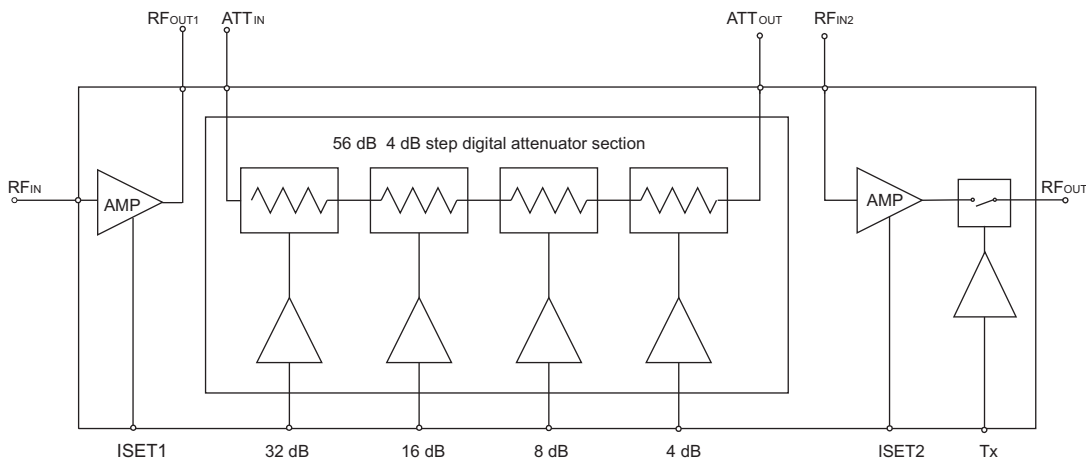 RFOUT1 ATTIN ATTOUT RFIN2
56 dB 4 dB step digital attenuator section
RFIN AMP AMP RFOUT
ISET1 32 dB 16 dB 8 dB 4 dB ISET2 Tx